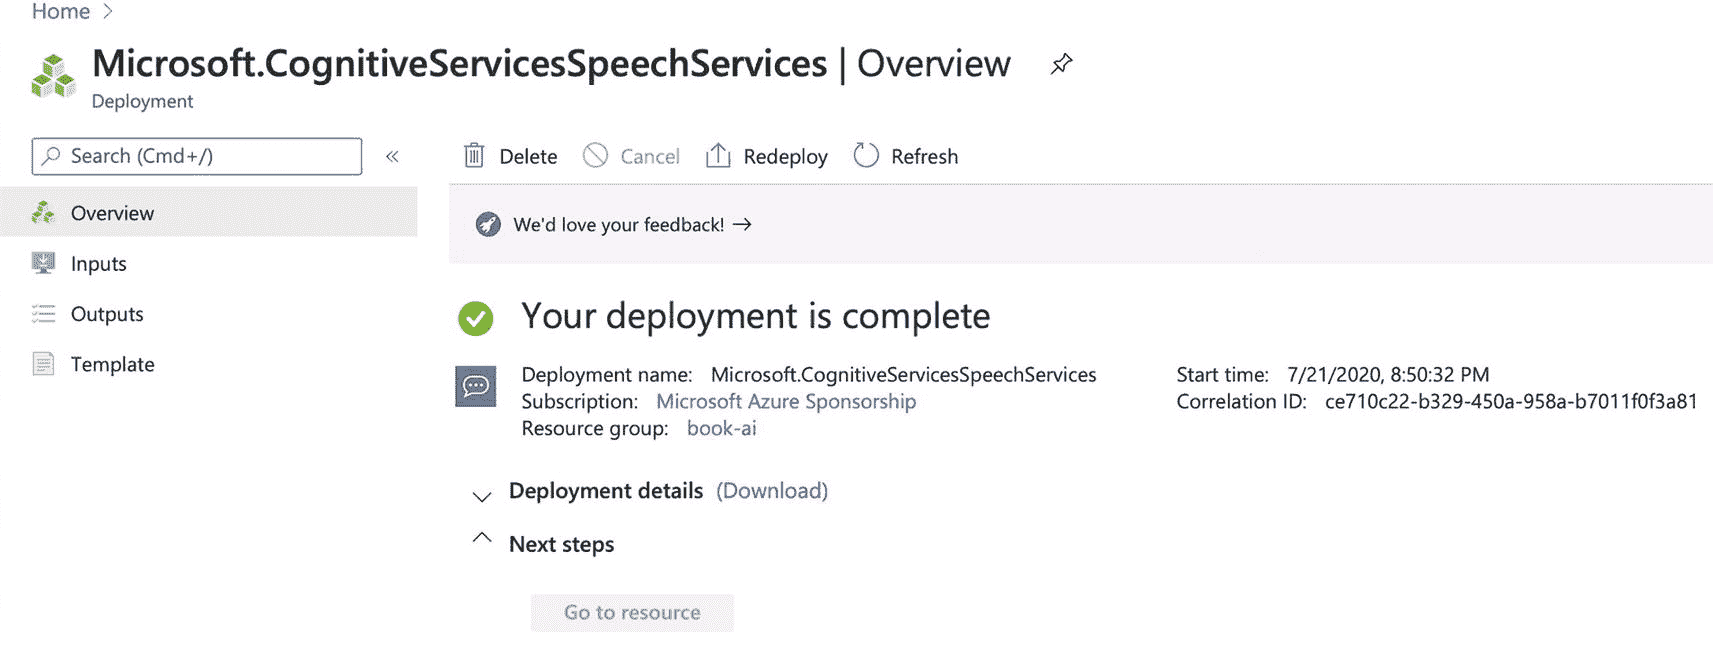 Home
Microsoft.CognitiveServicesSpeechServices | Overview
Deployment
Search (Cmd+/)
Overview
Inputs
Outputs
Template
Delete Cancel Redeploy Refresh
We'd love your feedback! →
Your deployment is complete
Deployment name: Microsoft.CognitiveServicesSpeechServices
Subscription: Microsoft Azure Sponsorship
Resource group: book-ai
Start time: 7/21/2020, 8:50:32 PM
Correlation ID: ce710c22-b329-450a-958a-b7011f0f3a81
Deployment details (Download)
Next steps
Go to resource